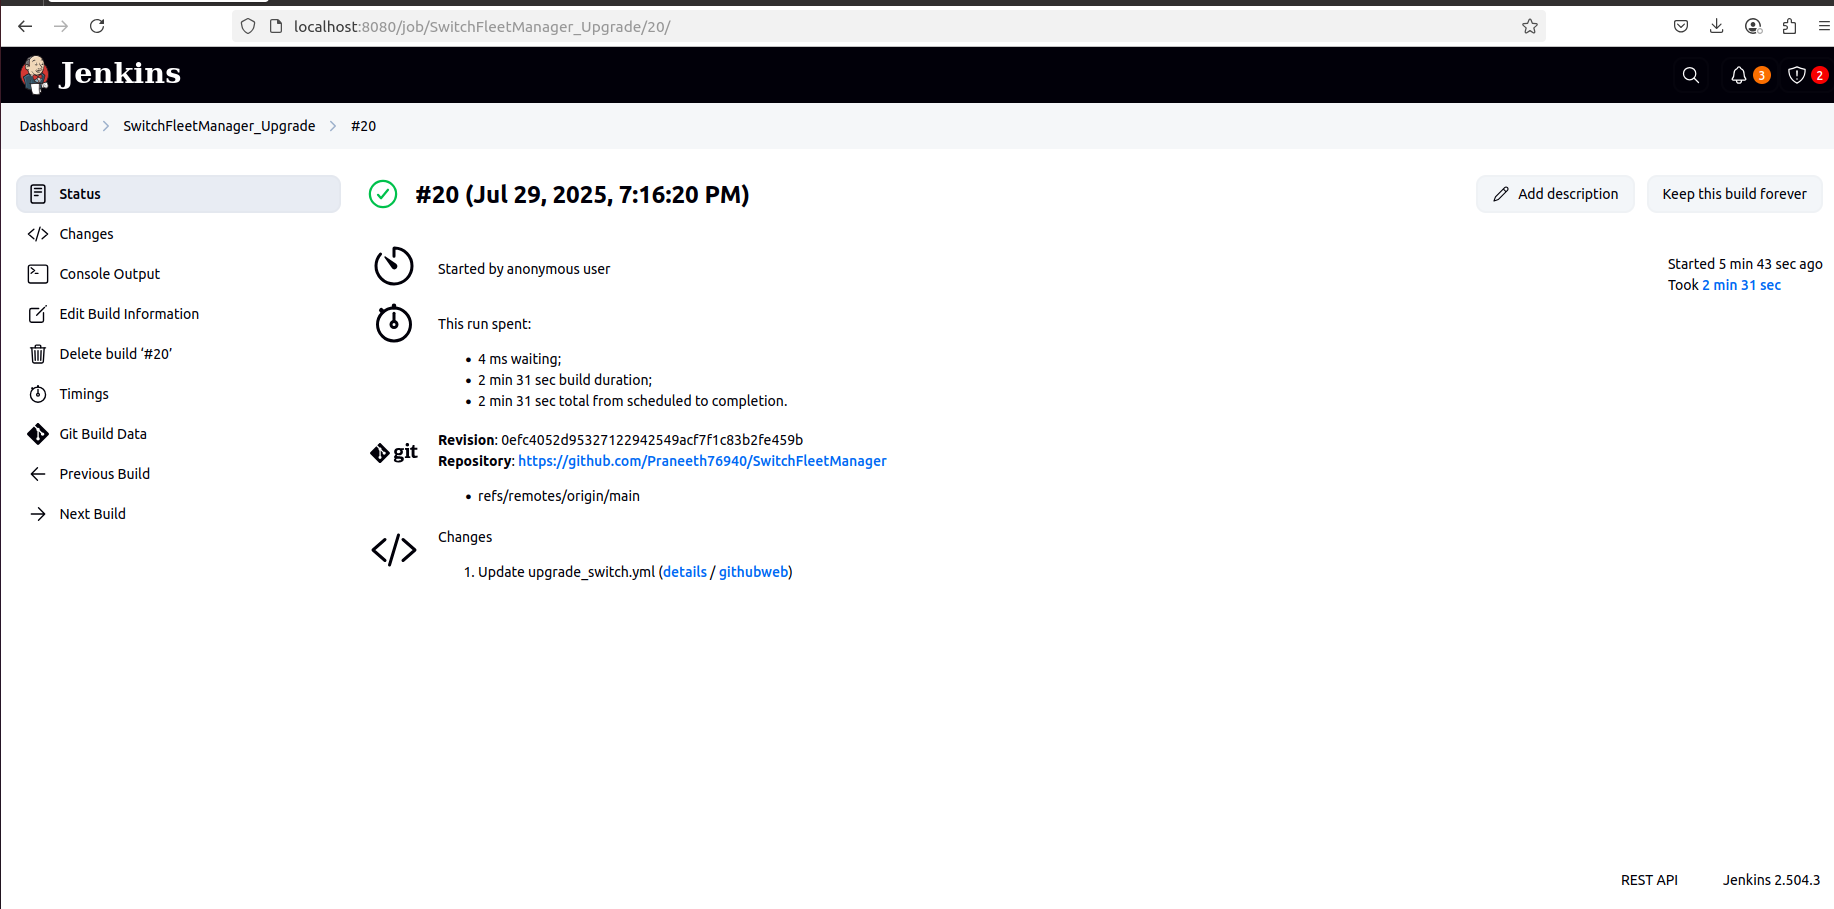 localhost:8080/job/SwitchFleetManager_Upgrade/20/
Jenkins
3
2
Dashboard > SwitchFleetManager_Upgrade > #20
Status
Changes
Console Output
Edit Build Information
Delete build ‘#20’
Timings
Git Build Data
Previous Build
Next Build
#20 (Jul 29, 2025, 7:16:20 PM)
Add description
Keep this build forever
Started by anonymous user
Started 5 min 43 sec ago
Took 2 min 31 sec
This run spent:
• 4 ms waiting;
• 2 min 31 sec build duration;
• 2 min 31 sec total from scheduled to completion.
git
Revision: 0efc4052d95327122942549acf7f1c83b2fe459b
Repository: https://github.com/Praneeth76940/SwitchFleetManager
• refs/remotes/origin/main
Changes
1. Update upgrade_switch.yml (details / githubweb)
REST API
Jenkins 2.504.3